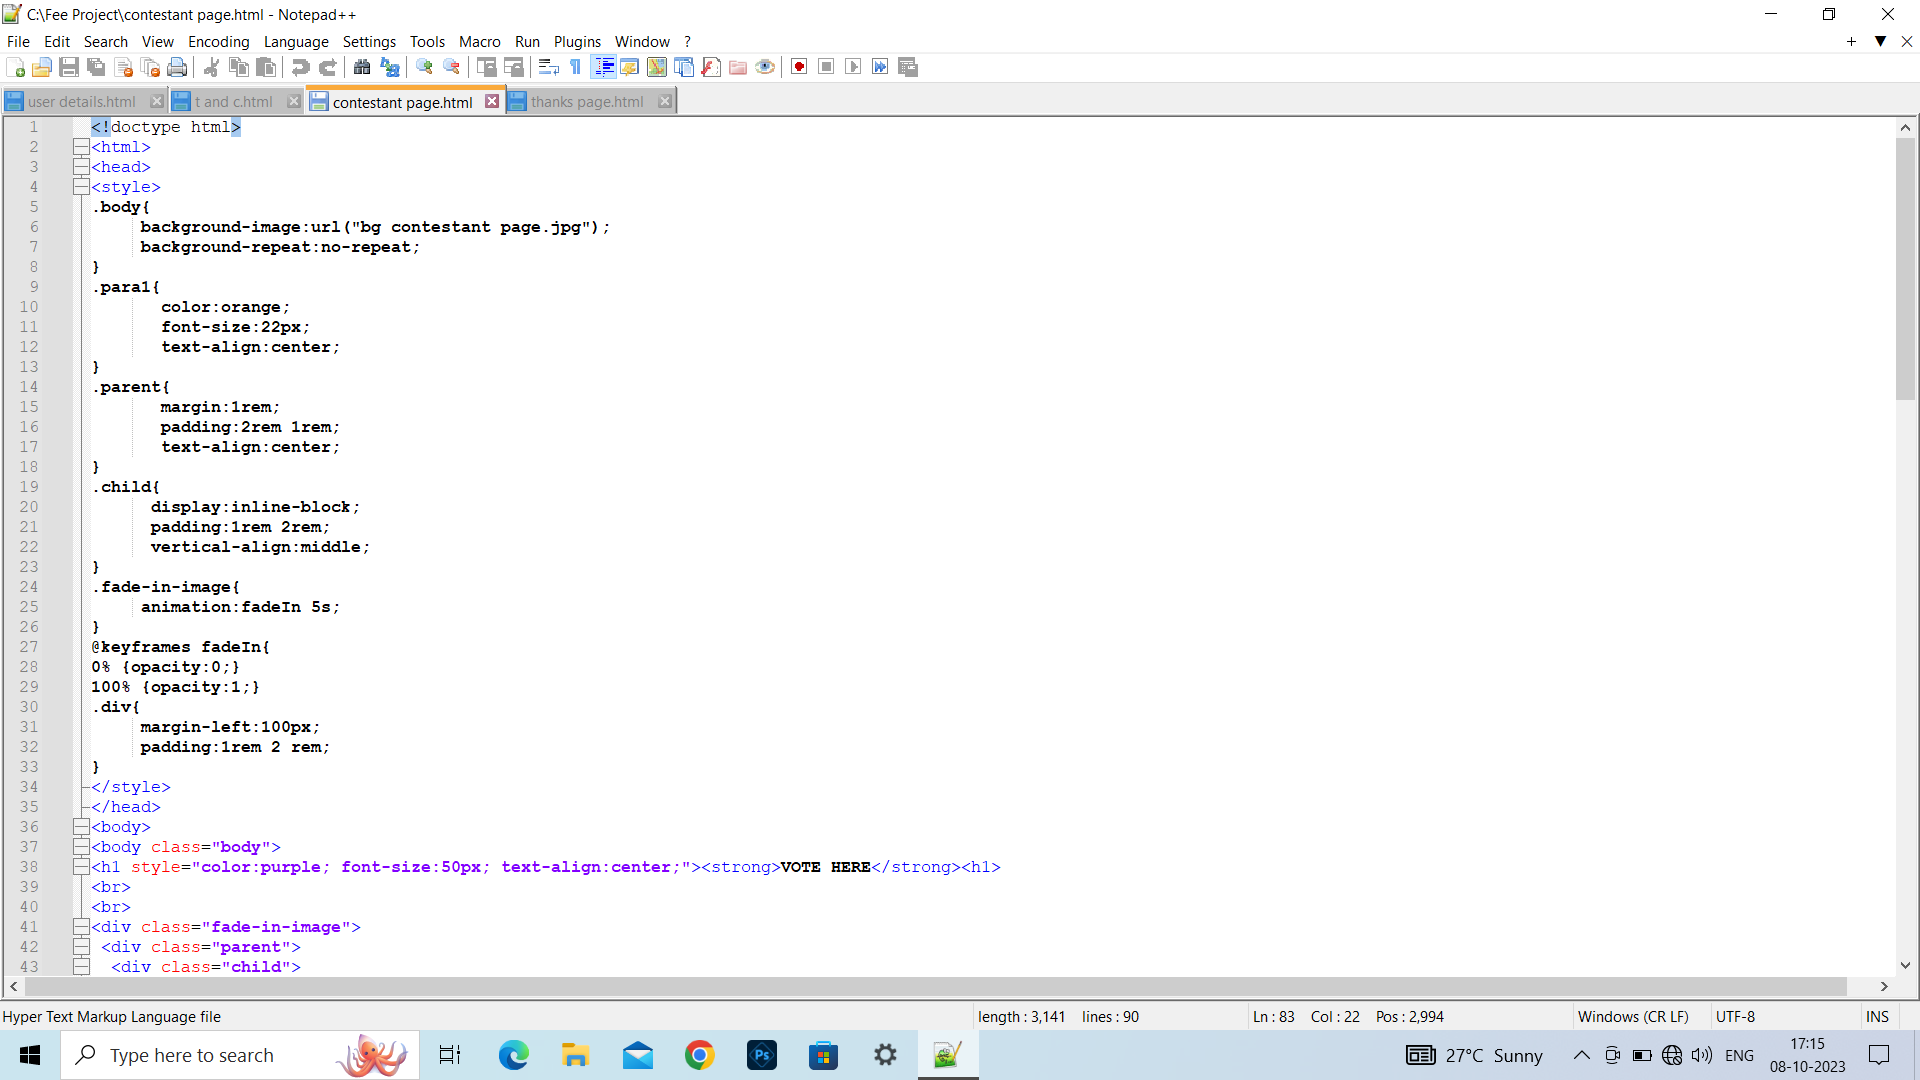 C:\Fee Project\contestant page.html - Notepad++
File Edit Search View Encoding Language Settings Tools Macro Run Plugins Window ?
user details.html t and c.html contestant page.html thanks page.html
1 <!doctype html>
2 <html>
3 <head>
4 <style>
5 .body{
6 background-image:url("bg contestant page.jpg");
7 background-repeat:no-repeat;
8 }
9 .para1{
10 color:orange;
11 font-size:22px;
12 text-align:center;
13 }
14 .parent{
15 margin:1rem;
16 padding:2rem 1rem;
17 text-align:center;
18 }
19 .child{
20 display:inline-block;
21 padding:1rem 2rem;
22 vertical-align:middle;
23 }
24 .fade-in-image{
25 animation:fadeIn 5s;
26 }
27 @keyframes fadeIn{
28 0% {opacity:0;}
29 100% {opacity:1;}
30 .div{
31 margin-left:100px;
32 padding:1rem 2 rem;
33 }
34 </style>
35 </head>
36 <body>
37 <body class="body">
38 <h1 style="color:purple; font-size:50px; text-align:center;"><strong>VOTE HERE</strong><h1>
39 <br>
40 <br>
41 <div class="fade-in-image">
42 <div class="parent">
43 <div class="child">
Hyper Text Markup Language file length : 3,141 lines : 90 Ln : 83 Col : 22 Pos : 2,994 Windows (CR LF) UTF-8 INS
Type here to search Ps 27°C Sunny ENG 17:15
08-10-2023